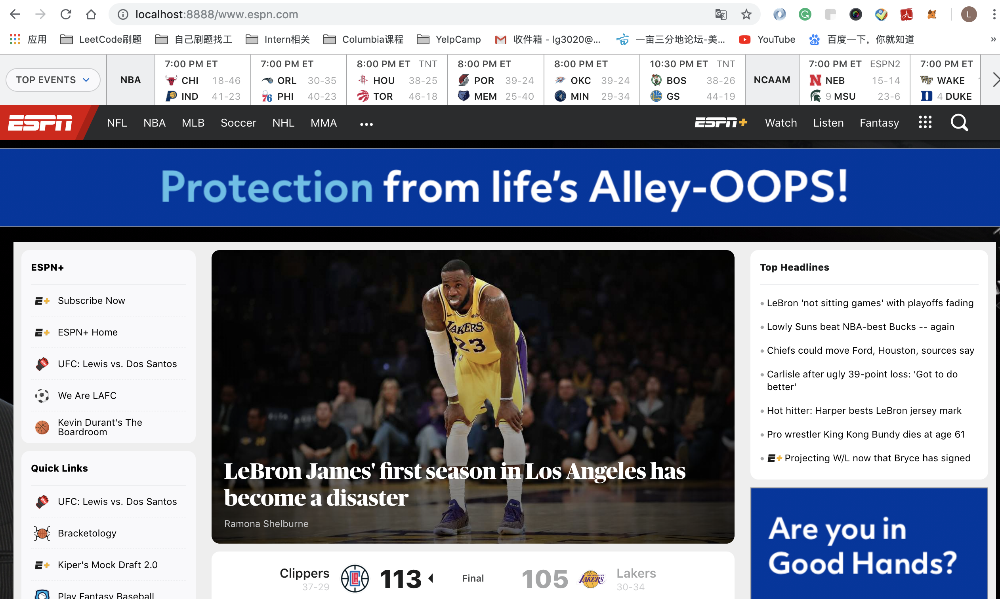 localhost:8888/www.espn.com
应用
LeetCode刷题
自己刷题找工
Intern相关
Columbia课程
YelpCamp
收件箱 - lg3020@...
一亩三分地论坛-美...
YouTube
百度一下，你就知道
»
TOP EVENTS
NBA
7:00 PM ET
CHI 18-46
IND 41-23
7:00 PM ET
ORL 30-35
PHI 40-23
8:00 PM ET TNT
HOU 38-25
TOR 46-18
8:00 PM ET
POR 39-24
MEM 25-40
8:00 PM ET
OKC 39-24
MIN 29-34
10:30 PM ET TNT
BOS 38-26
GS 44-19
NCAAM
7:00 PM ET ESPN2
NEB 15-14
9 MSU 23-6
7:00 PM ET
WAKE
4 DUKE
ESPN
NFL
NBA
MLB
Soccer
NHL
MMA
•••
ESPN+
Watch
Listen
Fantasy
Protection from life's Alley-OOPS!
ESPN+
E+ Subscribe Now
E+ ESPN+ Home
UFC: Lewis vs. Dos Santos
We Are LAFC
Kevin Durant's The
Boardroom
Quick Links
UFC: Lewis vs. Dos Santos
Bracketology
E+ Kiper's Mock Draft 2.0
Play Fantasy Baseball
wish
LAKERS
23
LeBron James' first season in Los Angeles has
become a disaster
Ramona Shelburne
Clippers
37-29
113
Final
105
LAKERS
Lakers
30-34
Top Headlines
LeBron 'not sitting games' with playoffs fading
Lowly Suns beat NBA-best Bucks -- again
Chiefs could move Ford, Houston, sources say
Carlisle after ugly 39-point loss: 'Got to do
better'
Hot hitter: Harper bests LeBron jersey mark
Pro wrestler King Kong Bundy dies at age 61
E+ Projecting W/L now that Bryce has signed
Are you in
Good Hands?